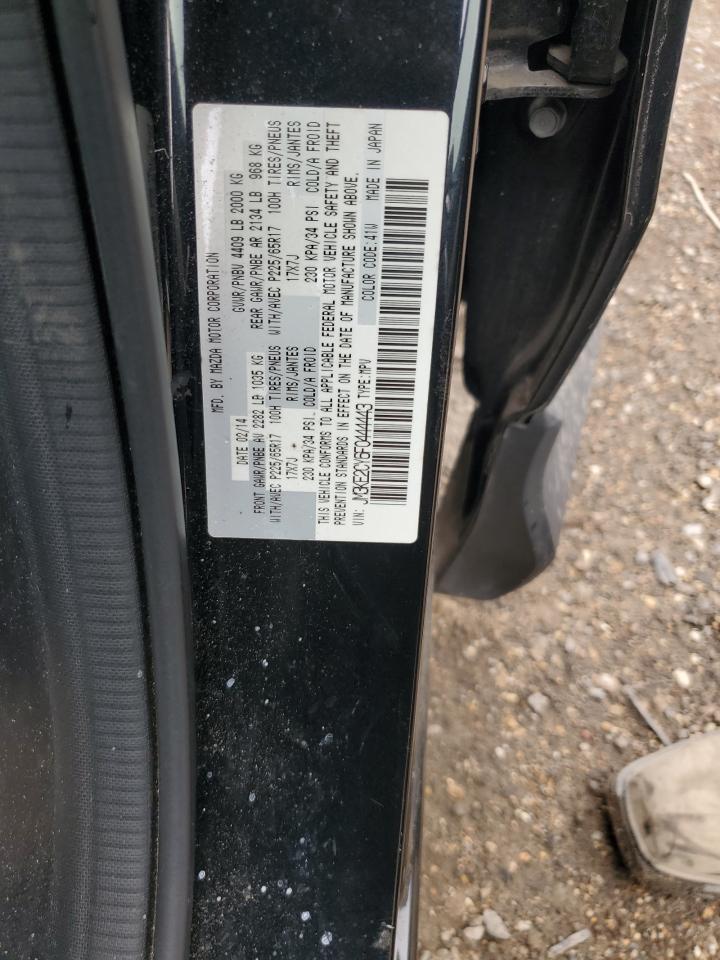 MFD. BY MAZDA MOTOR CORPORATION
DATE 02/14
GVWR/PNBV 4409 LB 2000 KG
FRONT GAWR/PNBE AV 2282 LB 1035 KG
REAR GAWR/PNBE AR 2134 LB 968 KG
WITH/AVEC P225/65R17 100H TIRES/PNEUS
WITH/AVEC P225/65R17 100H TIRES/PNEUS
17X7J RIMS/JANTES
17X7J RIMS/JANTES
230 KPA/34 PSI COLD/A FROID
230 KPA/34 PSI COLD/A FROID
THIS VEHICLE CONFORMS TO ALL APPLICABLE FEDERAL MOTOR VEHICLE SAFETY AND THEFT
PREVENTION STANDARDS IN EFFECT ON THE DATE OF MANUFACTURE SHOWN ABOVE.
VIN: JM3KE2CY6F0444443 TYPE:MPV COLOR CODE:41W MADE IN JAPAN